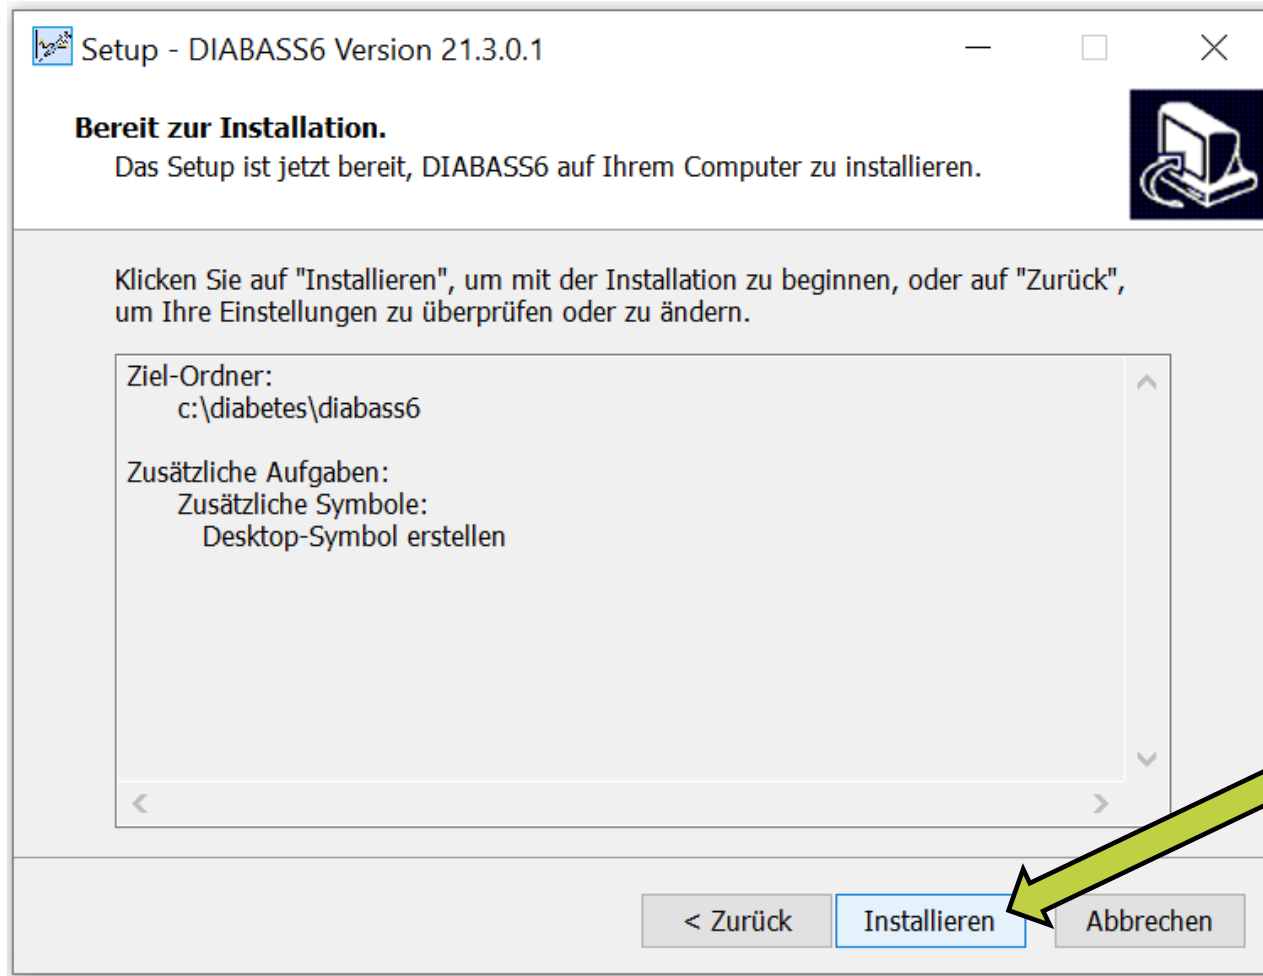 Setup - DIABASS6 Version 21.3.0.1
Bereit zur Installation.
Das Setup ist jetzt bereit, DIABASS6 auf Ihrem Computer zu installieren.
Klicken Sie auf "Installieren", um mit der Installation zu beginnen, oder auf "Zurück",
um Ihre Einstellungen zu überprüfen oder zu ändern.
Ziel-Ordner:
c:\diabetes\diabass6
Zusätzliche Aufgaben:
Zusätzliche Symbole:
Desktop-Symbol erstellen
< Zurück
Installieren
Abbrechen